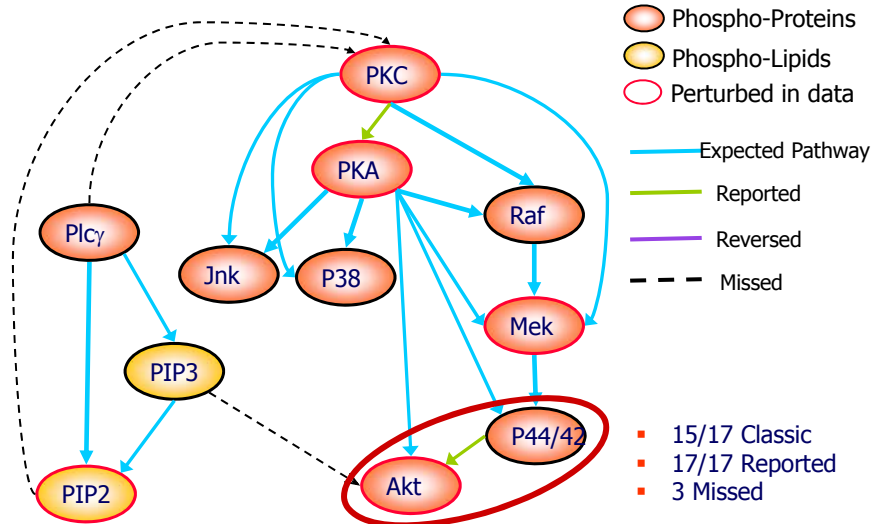 Phospho-Proteins
Phospho-Lipids
Perturbed in data
Expected Pathway
Reported
Reversed
Missed
PKC
PKA
Raf
Plcγ
Jnk
P38
Mek
PIP3
P44/42
Akt
PIP2
▪ 15/17 Classic
▪ 17/17 Reported
▪ 3 Missed